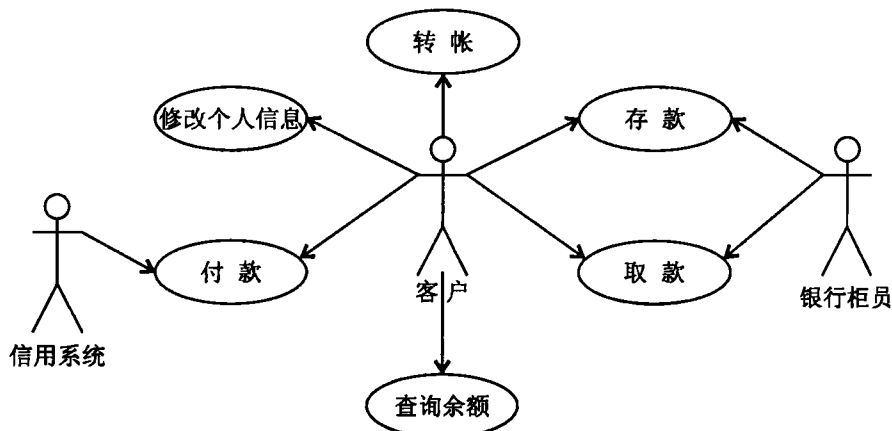 转帐
修改个人信息
存款
付款
客户
取款
银行柜员
信用系统
查询余额